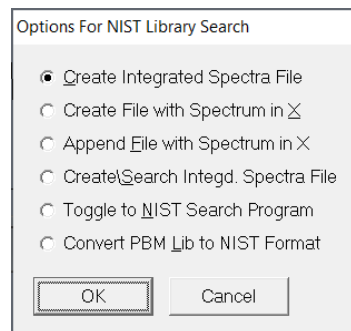 Options For NIST Library Search
Create Integrated Spectra File
Create File with Spectrum in X
Append File with Spectrum in X
Create\Search Integd. Spectra File
Toggle to NIST Search Program
Convert PBM Lib to NIST Format
OK
Cancel